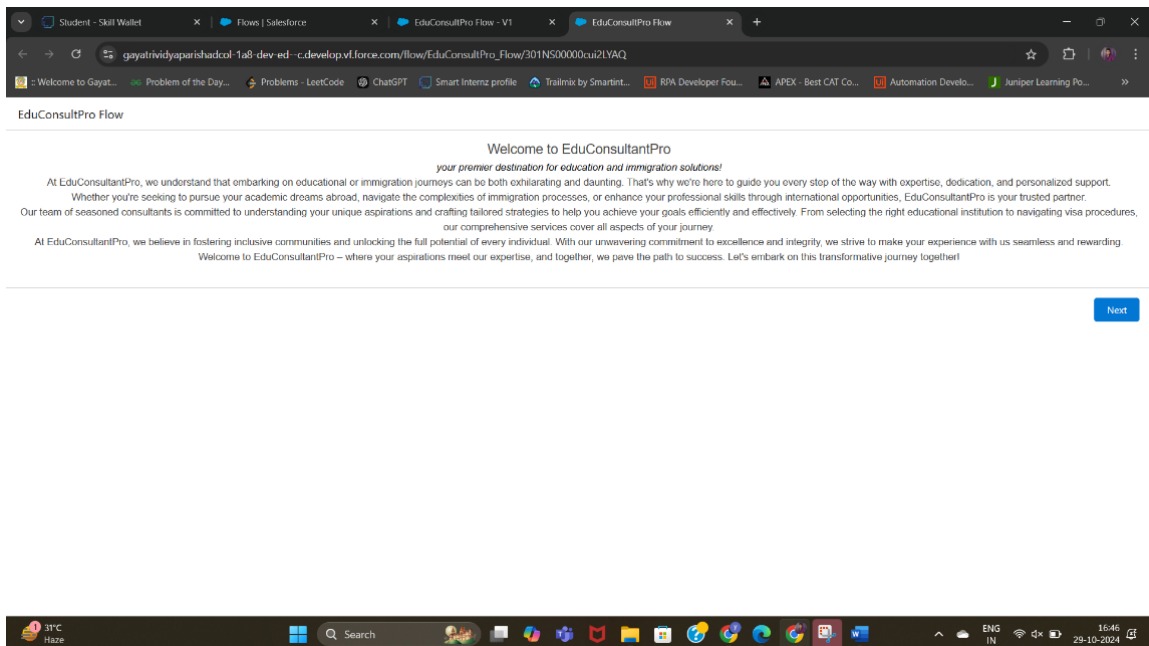 Student - Skill Wallet
Flows | Salesforce
EduConsultPro Flow - V1
EduConsultPro Flow
gayatrividyaparishadcol-1a8-dev-ed--c.develop.vf.force.com/flow/EduConsultPro_Flow/301NS00000cui2LYAQ
:: Welcome to Gayat...
Problem of the Day...
Problems - LeetCode
ChatGPT
Smart Internz profile
Trailmix by Smartint...
RPA Developer Fou...
APEX - Best CAT Co...
Automation Develo...
Juniper Learning Po...
EduConsultPro Flow
Welcome to EduConsultantPro
your premier destination for education and immigration solutions!
At EduConsultantPro, we understand that embarking on educational or immigration journeys can be both exhilarating and daunting. That's why we're here to guide you every step of the way with expertise, dedication, and personalized support.
Whether you're seeking to pursue your academic dreams abroad, navigate the complexities of immigration processes, or enhance your professional skills through international opportunities, EduConsultantPro is your trusted partner.
Our team of seasoned consultants is committed to understanding your unique aspirations and crafting tailored strategies to help you achieve your goals efficiently and effectively. From selecting the right educational institution to navigating visa procedures,
our comprehensive services cover all aspects of your journey.
At EduConsultantPro, we believe in fostering inclusive communities and unlocking the full potential of every individual. With our unwavering commitment to excellence and integrity, we strive to make your experience with us seamless and rewarding.
Welcome to EduConsultantPro – where your aspirations meet our expertise, and together, we pave the path to success. Let's embark on this transformative journey together!
Next
1
31°C
Haze
Search
ENG
IN
16:46
29-10-2024